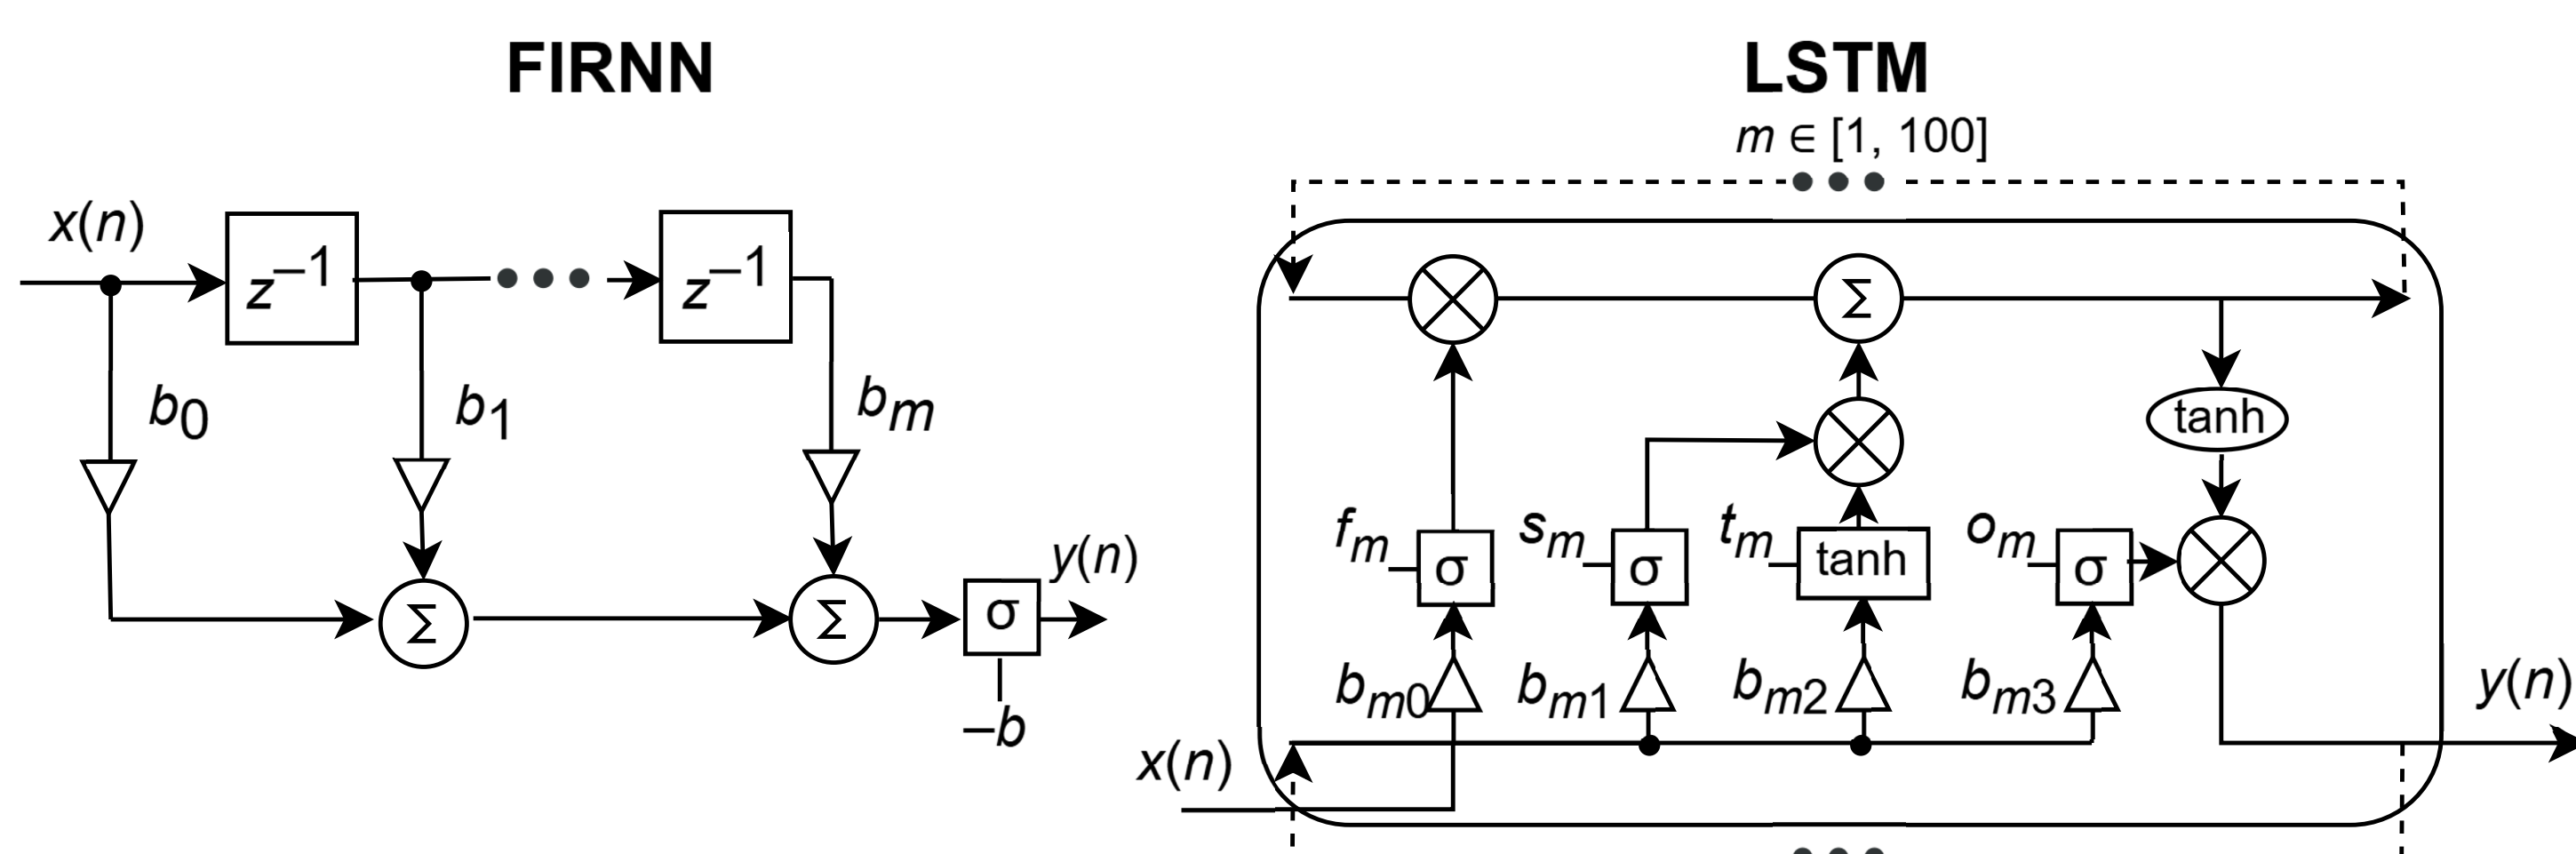 FIRNN
x(n)
z–1
z–1
b0
b1
bm
Σ
Σ
σ
y(n)
–b
LSTM
m ∈ [1, 100]
Σ
tanh
fm
σ
sm
σ
tm
tanh
om
σ
bm0
bm1
bm2
bm3
x(n)
y(n)